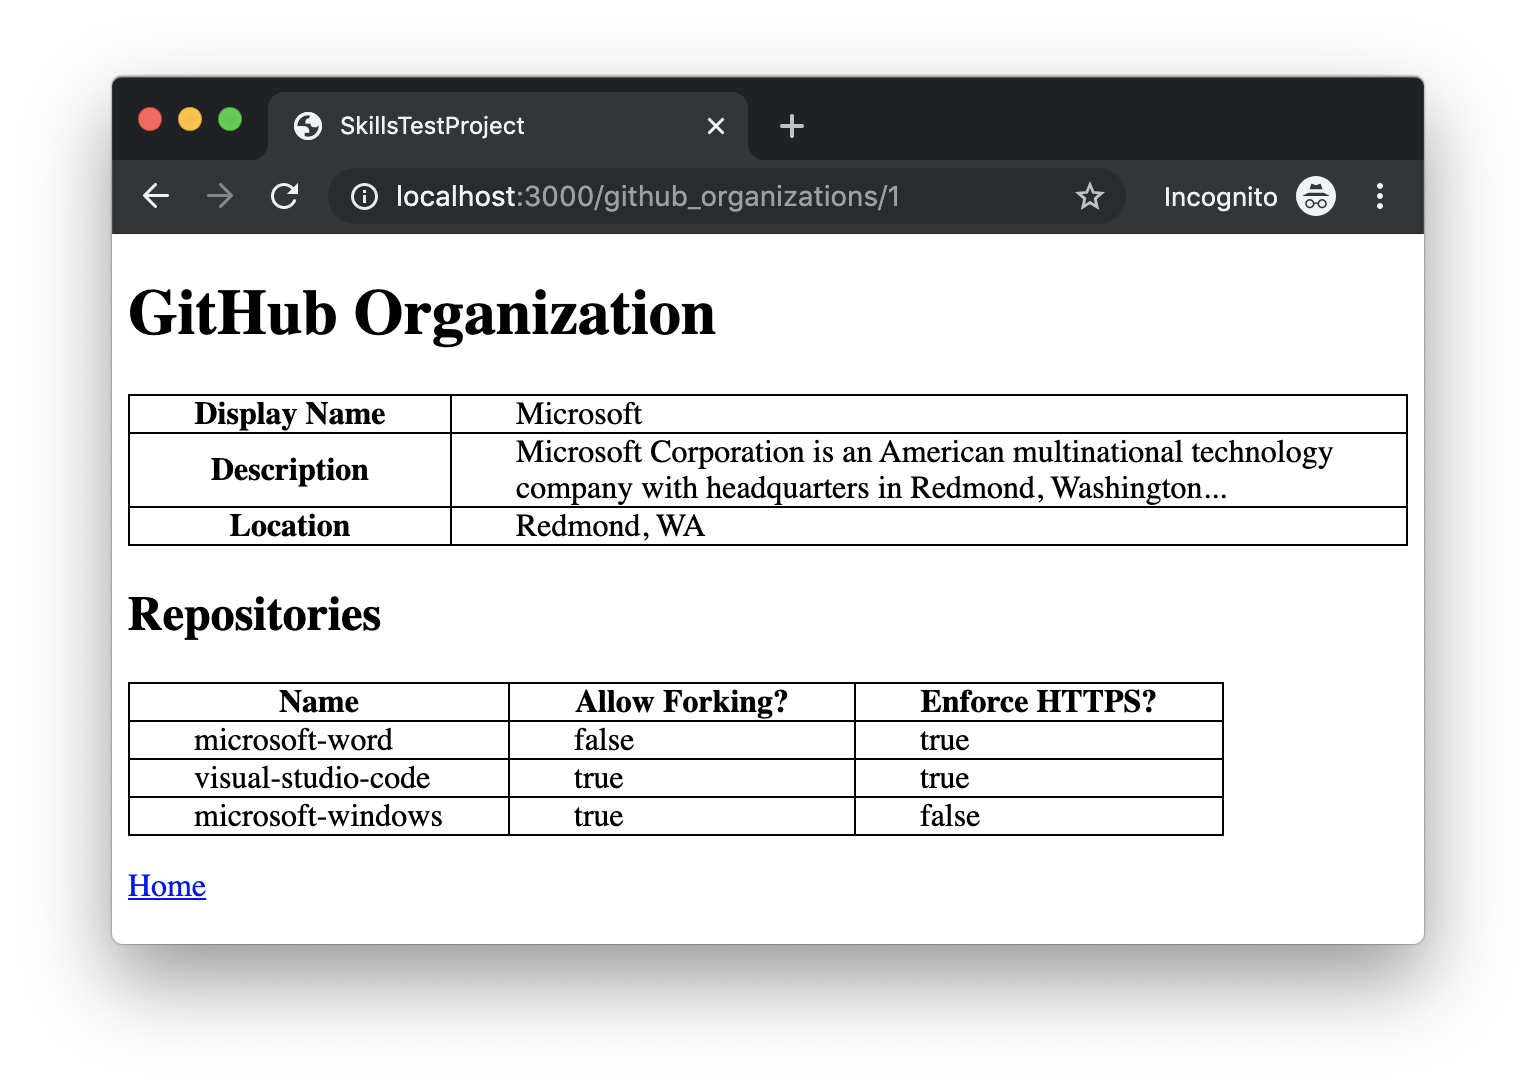 SkillsTestProject
localhost:3000/github_organizations/1
Incognito
GitHub Organization
Display Name Microsoft
Description Microsoft Corporation is an American multinational technology
company with headquarters in Redmond, Washington...
Location Redmond, WA
Repositories
Name Allow Forking? Enforce HTTPS?
microsoft-word false true
visual-studio-code true true
microsoft-windows true false
Home